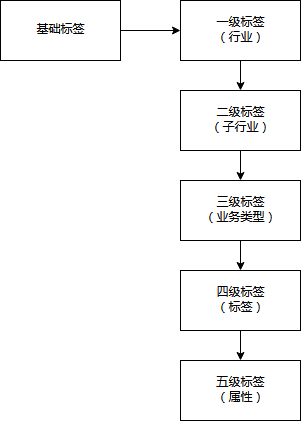 基础标签
一级标签
（行业）
二级标签
（子行业）
三级标签
（业务类型）
四级标签
（标签）
五级标签
（属性）